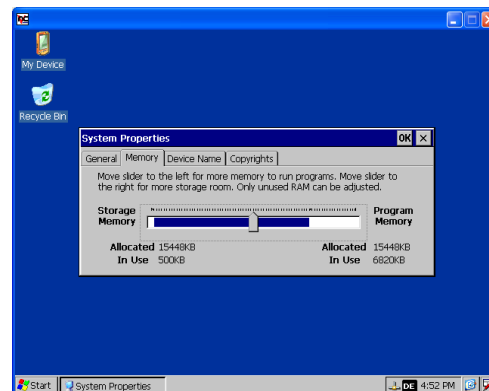 My Device
Recycle Bin
System Properties
OK
General Memory Device Name Copyrights
Move slider to the left for more memory to run programs. Move slider to
the right for more storage room. Only unused RAM can be adjusted.
Storage Memory
Program Memory
Allocated 15448KB
In Use 500KB
Allocated 15448KB
In Use 6820KB
Start
System Properties
DE
4:52 PM